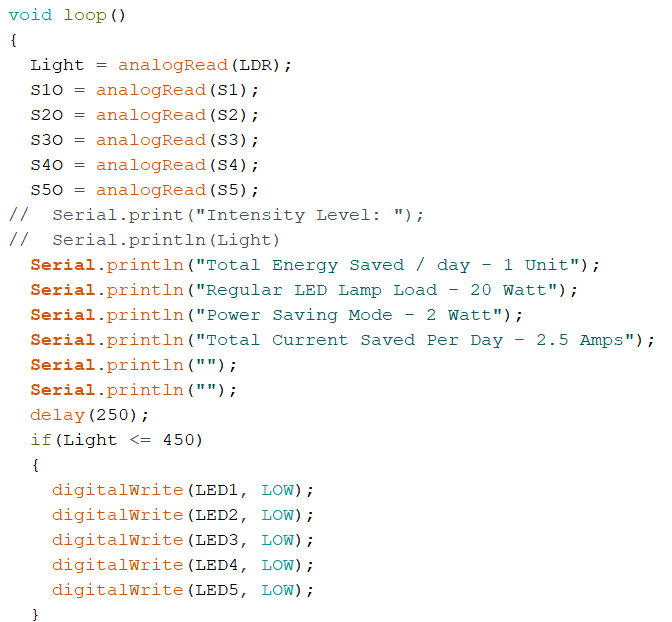 void loop()
{
  Light = analogRead(LDR);
  S1O = analogRead(S1);
  S2O = analogRead(S2);
  S3O = analogRead(S3);
  S4O = analogRead(S4);
  S5O = analogRead(S5);
//  Serial.print("Intensity Level: ");
//  Serial.println(Light)
  Serial.println("Total Energy Saved / day - 1 Unit");
  Serial.println("Regular LED Lamp Load - 20 Watt");
  Serial.println("Power Saving Mode - 2 Watt");
  Serial.println("Total Current Saved Per Day - 2.5 Amps");
  Serial.println("");
  Serial.println("");
  delay(250);
  if(Light <= 450)
  {
    digitalWrite(LED1, LOW);
    digitalWrite(LED2, LOW);
    digitalWrite(LED3, LOW);
    digitalWrite(LED4, LOW);
    digitalWrite(LED5, LOW);
  }